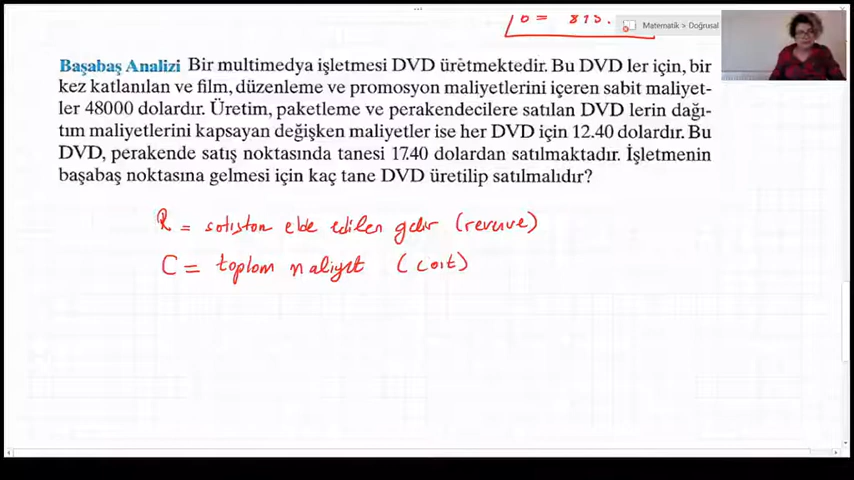 b = 875.
Matematik > Doğrusal
Başabaş Analizi Bir multimedya işletmesi DVD üretmektedir. Bu DVD ler için, bir
kez katlanılan ve film, düzenleme ve promosyon maliyetlerini içeren sabit maliyet-
ler 48000 dolardır. Üretim, paketleme ve perakendecilere satılan DVD lerin dağı-
tım maliyetlerini kapsayan değişken maliyetler ise her DVD için 12.40 dolardır. Bu
DVD, perakende satış noktasında tanesi 17.40 dolardan satılmaktadır. İşletmenin
başabaş noktasına gelmesi için kaç tane DVD üretilip satılmalıdır?
R = satıştan elde edilen gelir (revenue)
C = toplam maliyet (cost)